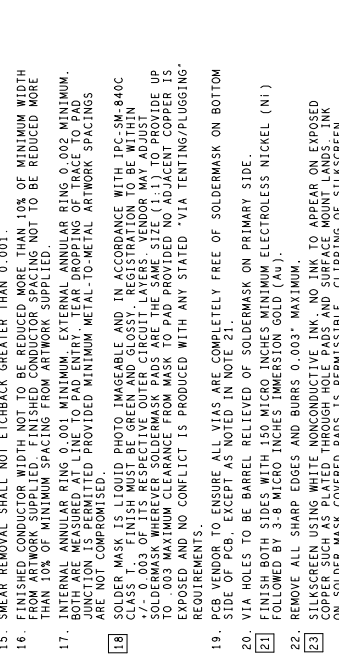 15. SMEAR REMOVAL SHALL NOT ETCHBACK GREATER THAN 0.001.
16. FINISHED CONDUCTOR WIDTH NOT TO BE REDUCED MORE THAN 10% OF MINIMUM WIDTH
FROM ARTWORK SUPPLIED. FINISHED CONDUCTOR SPACING NOT TO BE REDUCED MORE
THAN 10% OF MINIMUM SPACING FROM ARTWORK SUPPLIED.
17. INTERNAL ANNULAR RING 0.001 MINIMUM. EXTERNAL ANNULAR RING 0.002 MINIMUM.
BOTH ARE MEASURED AT LINE TO PAD ENTRY. TEAR DROPPING OF TRACE TO PAD
JUNCTION IS PERMITTED PROVIDED MINIMUM METAL-TO-METAL ARTWORK SPACINGS
ARE NOT COMPROMISED.
18 SOLDER MASK IS LIQUID PHOTO IMAGEABLE AND IN ACCORDANCE WITH IPC-SM-840C
CLASS T. FINISH MUST BE GREEN AND GLOSSY. REGISTRATION TO BE WITHIN
+/- 0.003 OF ITS RESPECTIVE OUTER CIRCUIT LAYERS. VENDOR MAY ADJUST
SOLDERMASK WHEREVER SOLDERMASK PADS ARE THE SAME SIZE (1:1) TO PROVIDE UP
TO .003 MAXIMUM CLEARANCE FROM MASK TO PAD PROVIDED NO ADJACENT COPPER IS
EXPOSED AND NO CONFLICT IS PRODUCED WITH ANY STATED "VIA TENTING/PLUGGING"
REQUIREMENTS.
19. PCB VENDOR TO ENSURE ALL VIAS ARE COMPLETELY FREE OF SOLDERMASK ON BOTTOM
SIDE OF PCB. EXCEPT AS NOTED IN NOTE 21.
20. VIA HOLES TO BE BARREL RELIEVED OF SOLDERMASK ON PRIMARY SIDE.
21 FINISH BOTH SIDES WITH 150 MICRO INCHES MINIMUM ELECTROLESS NICKEL (Ni)
FOLLOWED BY 3-8 MICRO INCHES IMMERSION GOLD (Au).
22. REMOVE ALL SHARP EDGES AND BURRS 0.003" MAXIMUM.
23 SILKSCREEN USING WHITE NONCONDUCTIVE INK. NO INK TO APPEAR ON EXPOSED
COPPER SUCH AS PLATED THROUGH HOLE PADS AND SURFACE MOUNT LANDS. INK
ON SOLDER MASK COVERED PADS IS PERMISSIBLE. CLIPPING OF SILKSCREEN